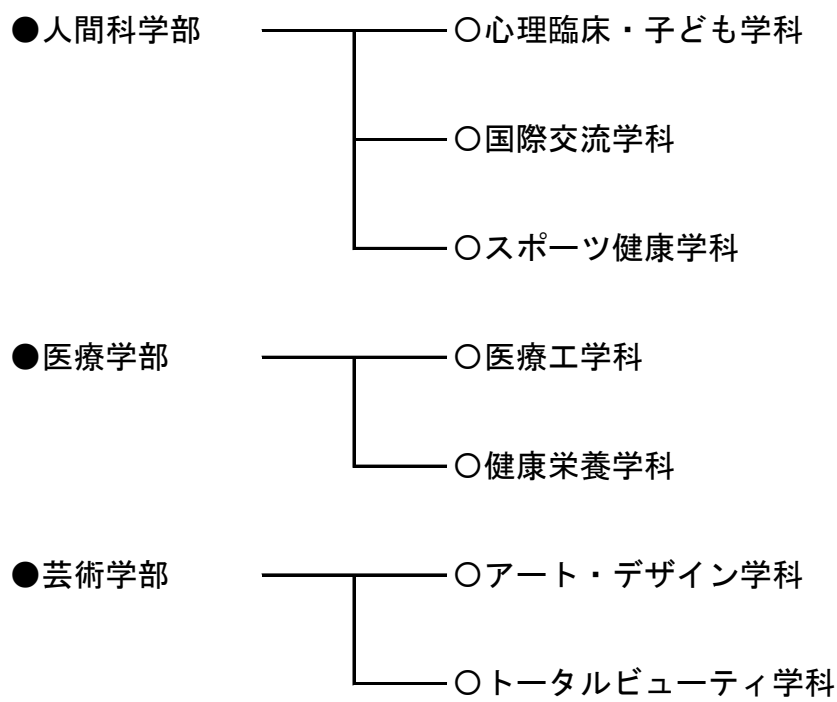 ●人間科学部 ○心理臨床・子ども学科
○国際交流学科
○スポーツ健康学科
●医療学部 ○医療工学科
○健康栄養学科
●芸術学部 ○アート・デザイン学科
○トータルビューティ学科